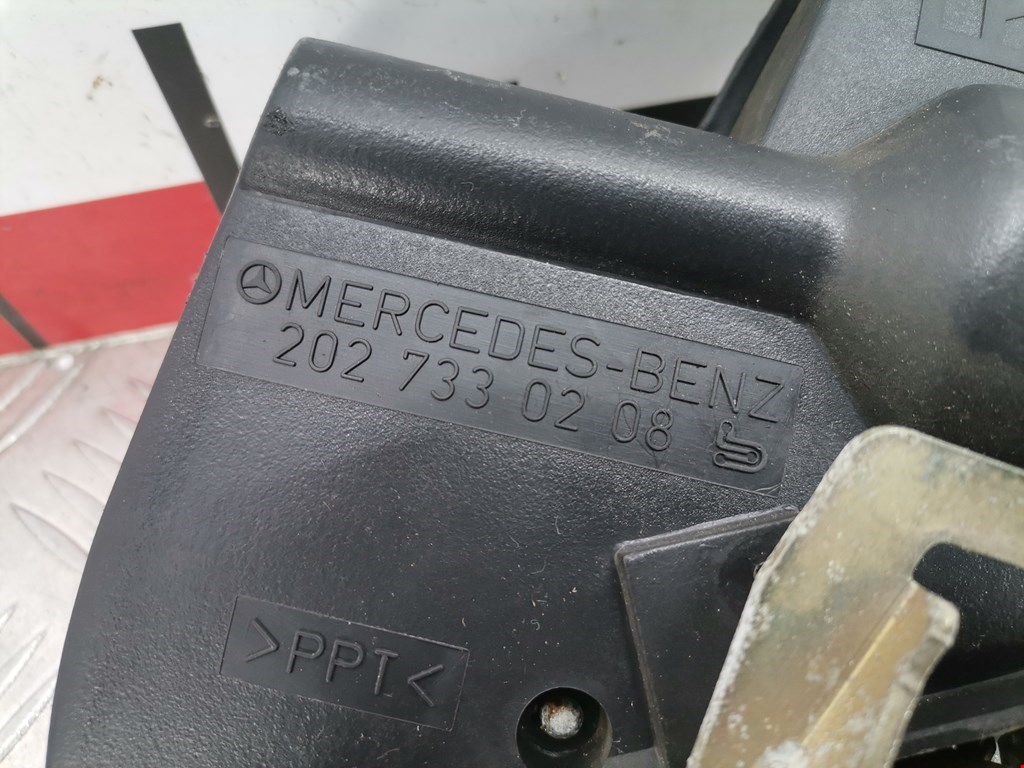 MERCEDES-BENZ
202 733 02 08
>PPT<